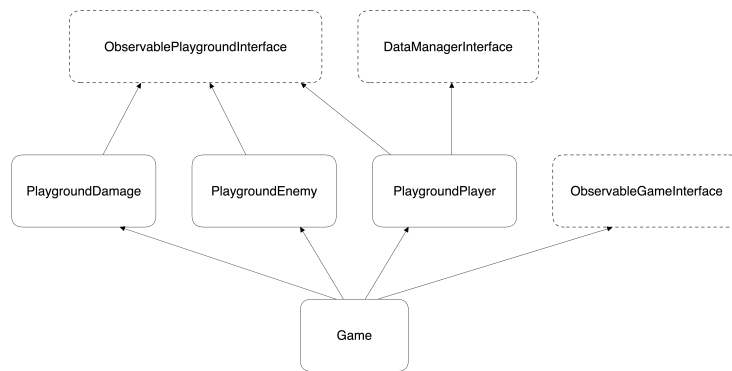 ObservablePlaygroundInterface
DataManagerInterface
PlaygroundDamage
PlaygroundEnemy
PlaygroundPlayer
ObservableGameInterface
Game